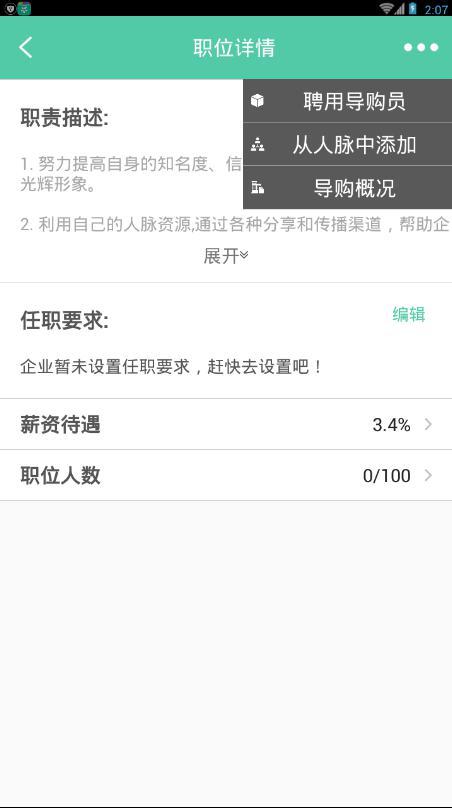 2:07
职位详情
聘用导购员
从人脉中添加
导购概况
职责描述:
1. 努力提高自身的知名度、信
光辉形象。
2. 利用自己的人脉资源,通过各种分享和传播渠道，帮助企
展开
任职要求:
编辑
企业暂未设置任职要求，赶快去设置吧！
薪资待遇 3.4%
职位人数 0/100